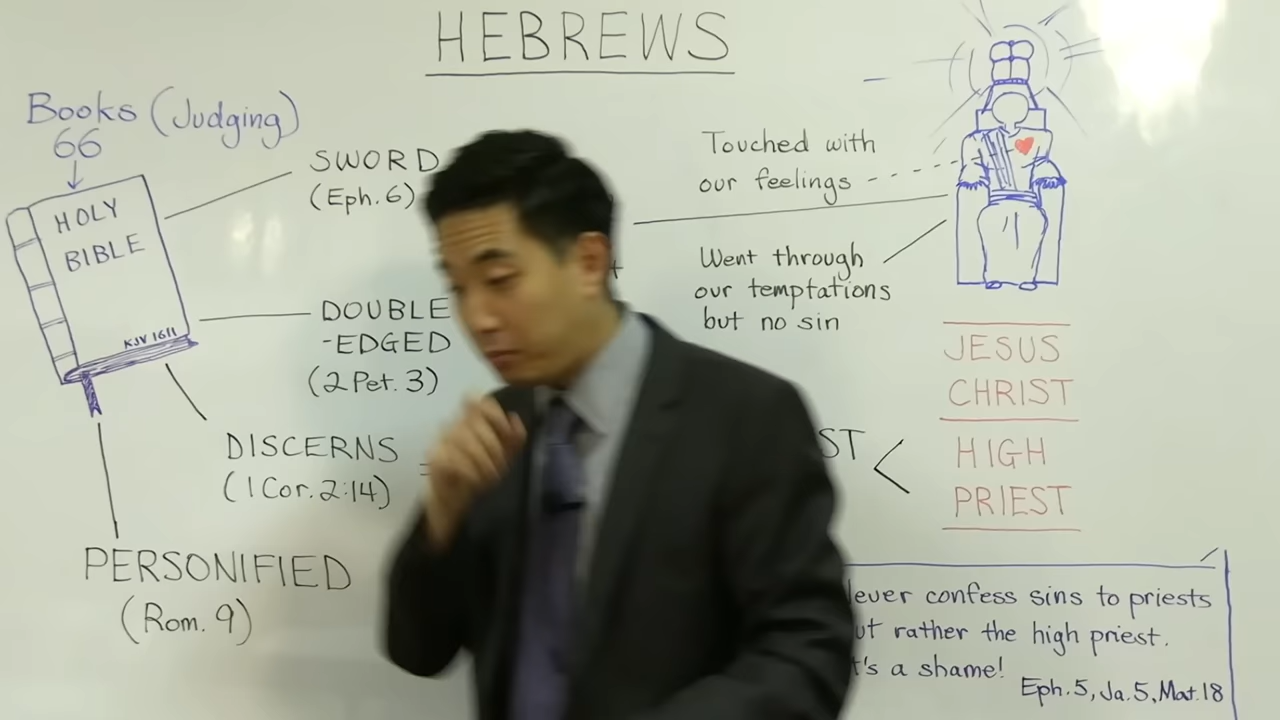 HEBREWS
Books (Judging)
66
HOLY
BIBLE
KJV 1611
SWORD
(Eph. 6)
DOUBLE
-EDGED
(2 Pet. 3)
DISCERNS
(1 Cor. 2:14)
PERSONIFIED
(Rom. 9)
Touched with
our feelings
Went through
our temptations
but no sin
JESUS
CHRIST
HIGH
PRIEST
ST
confess sins to priests
rather the high priest.
a shame!
Eph. 5, Ja. 5, Mat. 18